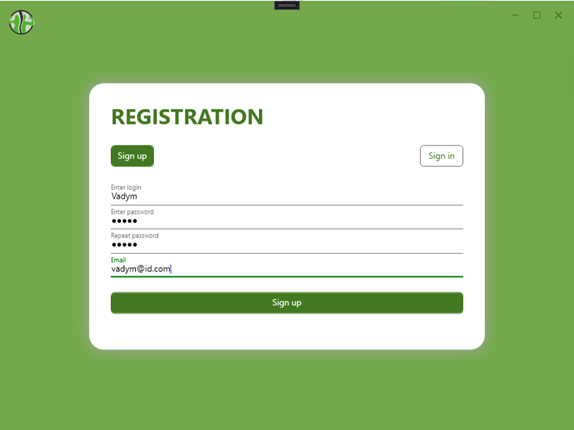 REGISTRATION
Sign up
Sign in
Enter login
Vadym
Enter password
●●●●●
Repeat password
●●●●●
Email
vadym@id.com
Sign up